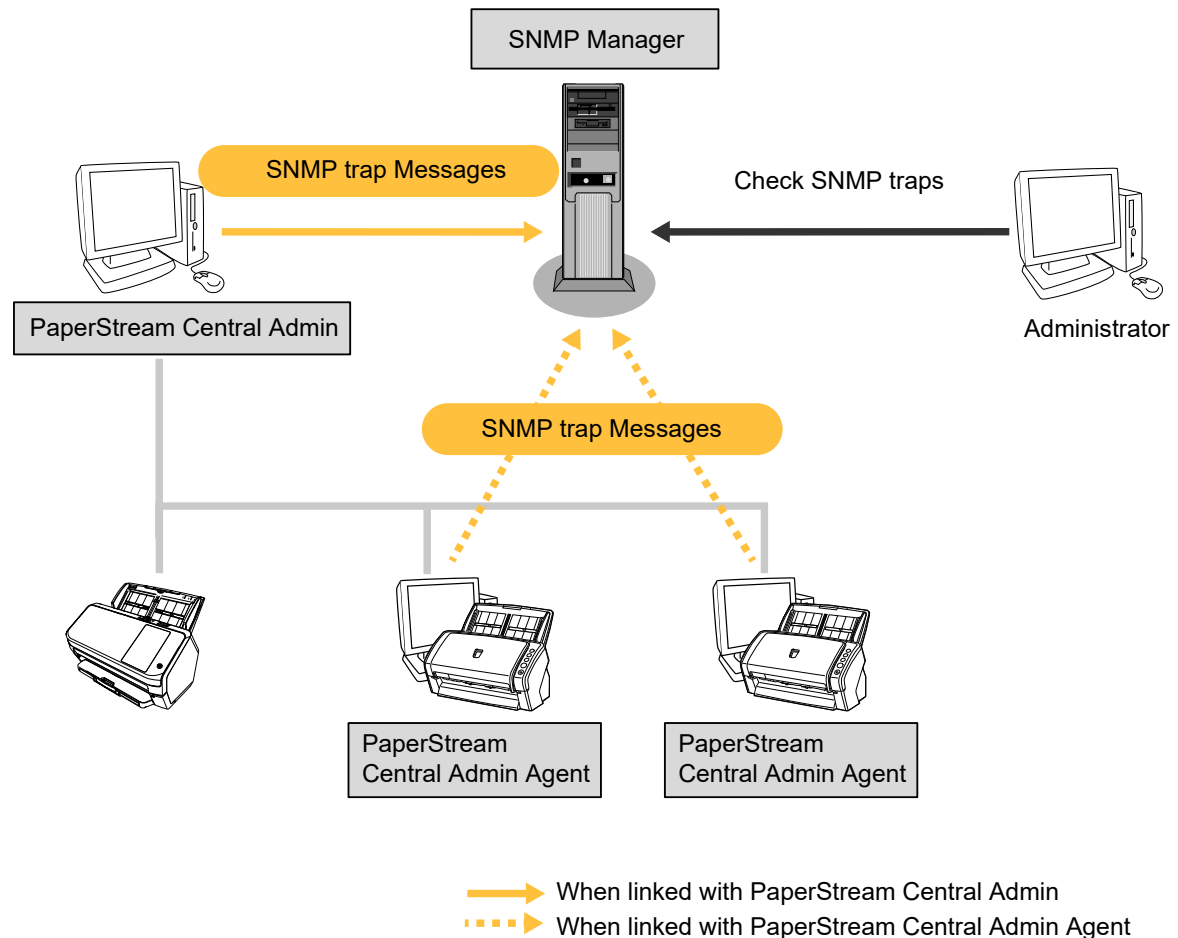 SNMP Manager
SNMP trap Messages
Check SNMP traps
PaperStream Central Admin
Administrator
SNMP trap Messages
PaperStream
Central Admin Agent
PaperStream
Central Admin Agent
When linked with PaperStream Central Admin
When linked with PaperStream Central Admin Agent